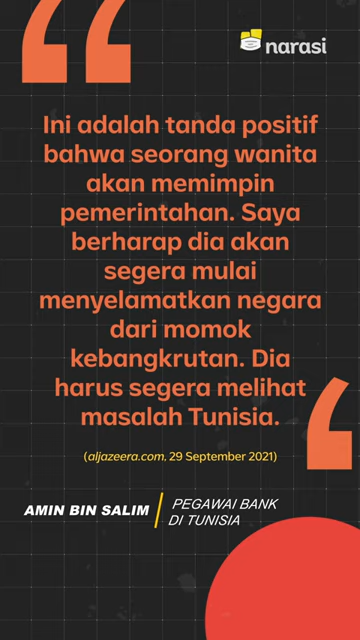 narasi
Ini adalah tanda positif
bahwa seorang wanita
akan memimpin
pemerintahan. Saya
berharap dia akan
segera mulai
menyelamatkan negara
dari momok
kebangkrutan. Dia
harus segera melihat
masalah Tunisia.
(aljazeera.com, 29 September 2021)
AMIN BIN SALIM
PEGAWAI BANK
DI TUNISIA